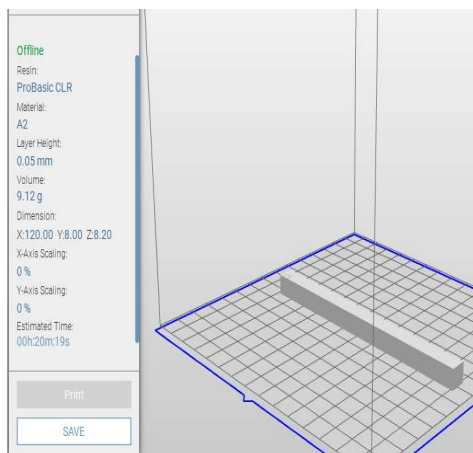 Offline
Resin:
ProBasic CLR
Material:
A2
Layer Height:
0.05 mm
Volume:
9.12 g
Dimension:
X:120.00 Y:8.00 Z:8.20
X-Axis Scaling:
0 %
Y-Axis Scaling:
0 %
Estimated Time:
00h:20m:19s
Print
SAVE